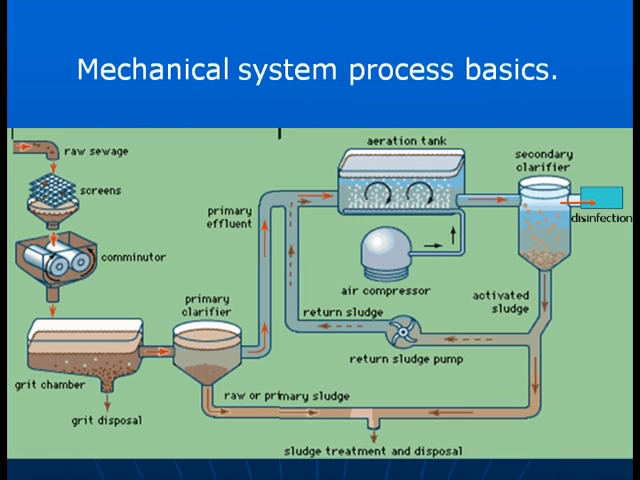 Mechanical system process basics.
raw sewage
screens
comminutor
grit chamber
grit disposal
primary
clarifier
primary
effluent
raw or primary sludge
aeration tank
air compressor
return sludge
return sludge pump
secondary
clarifier
disinfection
activated
sludge
sludge treatment and disposal